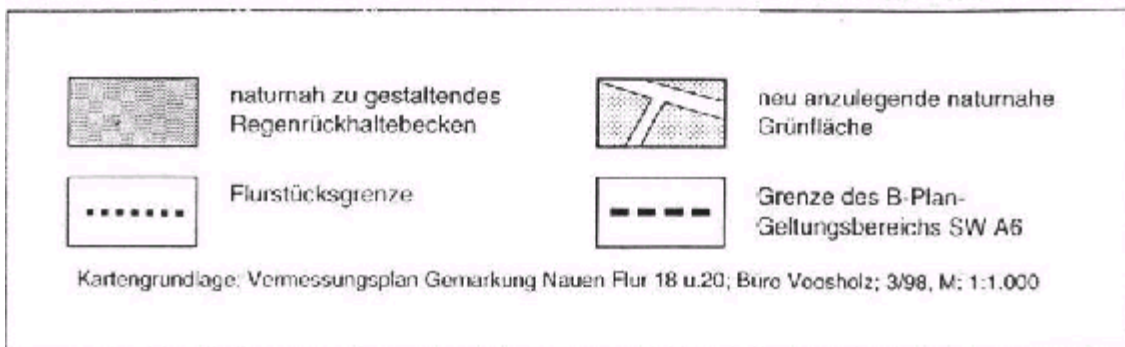 naturnah zu gestaltendes
Regenrückhaltebecken
neu anzulegende naturnahe
Grünfläche
Flurstücksgrenze
Grenze des B-Plan-
Geltungsbereichs SW A6
Kartengrundlage: Vermessungsplan Gemarkung Nauen Flur 18 u.20; Büro Voosholz; 3/98, M: 1:1.000